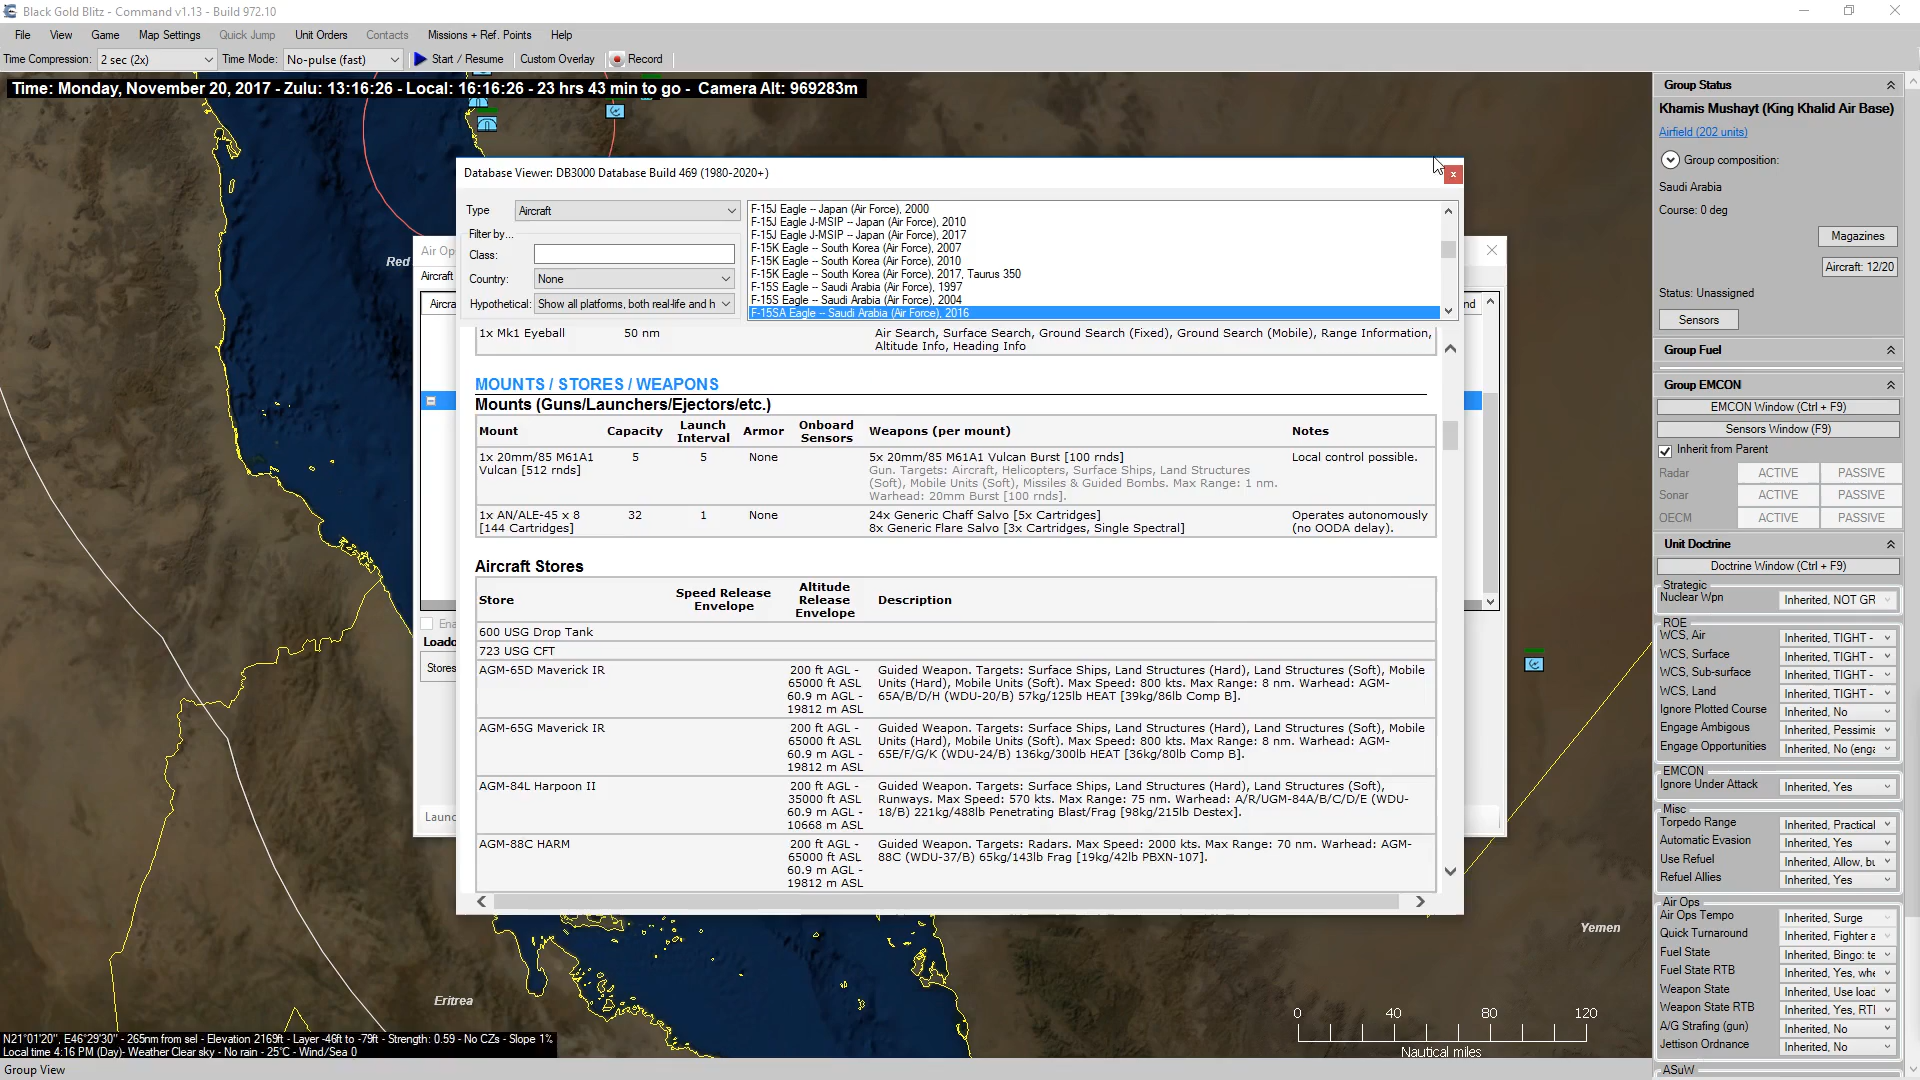 Black Gold Blitz - Command v1.13 - Build 972.10
File View Game Map Settings Quick Jump Unit Orders Contacts Missions + Ref. Points Help
Time Compression: 2 sec (2x) Time Mode: No-pulse (fast) Start / Resume Custom Overlay Record
Time: Monday, November 20, 2017 - Zulu: 13:16:26 - Local: 16:16:26 - 23 hrs 43 min to go - Camera Alt: 969283m
Red
Air Op
Aircraft
Aircra
nd
Ena
Loado
Stores
Launc
Database Viewer: DB3000 Database Build 469 (1980-2020+)
x
Type Aircraft
Filter by...
Class:
Country: None
Hypothetical: Show all platforms, both real-life and h
F-15J Eagle -- Japan (Air Force), 2000
F-15J Eagle J-MSIP -- Japan (Air Force), 2010
F-15J Eagle J-MSIP -- Japan (Air Force), 2017
F-15K Eagle -- South Korea (Air Force), 2007
F-15K Eagle -- South Korea (Air Force), 2010
F-15K Eagle -- South Korea (Air Force), 2017, Taurus 350
F-15S Eagle -- Saudi Arabia (Air Force), 1997
F-15S Eagle -- Saudi Arabia (Air Force), 2004
F-15SA Eagle -- Saudi Arabia (Air Force), 2016
1x Mk1 Eyeball 50 nm Air Search, Surface Search, Ground Search (Fixed), Ground Search (Mobile), Range Information,
Altitude Info, Heading Info
MOUNTS / STORES / WEAPONS
Mounts (Guns/Launchers/Ejectors/etc.)
Mount Capacity Launch Interval Armor Onboard Sensors Weapons (per mount) Notes
1x 20mm/85 M61A1 5 5 None 5x 20mm/85 M61A1 Vulcan Burst [100 rnds] Local control possible.
Vulcan [512 rnds] Gun. Targets: Aircraft, Helicopters, Surface Ships, Land Structures
(Soft), Mobile Units (Soft), Missiles & Guided Bombs. Max Range: 1 nm.
Warhead: 20mm Burst [100 rnds].
1x AN/ALE-45 x 8 32 1 None 24x Generic Chaff Salvo [5x Cartridges] Operates autonomously
[144 Cartridges] 8x Generic Flare Salvo [3x Cartridges, Single Spectral] (no OODA delay).
Aircraft Stores
Store Speed Release Envelope Altitude Release Envelope Description
600 USG Drop Tank
723 USG CFT
AGM-65D Maverick IR 200 ft AGL - Guided Weapon. Targets: Surface Ships, Land Structures (Hard), Land Structures (Soft), Mobile
65000 ft ASL Units (Hard), Mobile Units (Soft). Max Speed: 800 kts. Max Range: 8 nm. Warhead: AGM-
60.9 m AGL - 65A/B/D/H (WDU-20/B) 57kg/125lb HEAT [39kg/86lb Comp B].
19812 m ASL
AGM-65G Maverick IR 200 ft AGL - Guided Weapon. Targets: Surface Ships, Land Structures (Hard), Land Structures (Soft), Mobile
65000 ft ASL Units (Hard), Mobile Units (Soft). Max Speed: 800 kts. Max Range: 8 nm. Warhead: AGM-
60.9 m AGL - 65E/F/G/K (WDU-24/B) 136kg/300lb HEAT [36kg/80lb Comp B].
19812 m ASL
AGM-84L Harpoon II 200 ft AGL - Guided Weapon. Targets: Surface Ships, Land Structures (Hard), Land Structures (Soft),
35000 ft ASL Runways. Max Speed: 570 kts. Max Range: 75 nm. Warhead: A/R/UGM-84A/B/C/D/E (WDU-
60.9 m AGL - 18/B) 221kg/488lb Penetrating Blast/Frag [98kg/215lb Destex].
10668 m ASL
AGM-88C HARM 200 ft AGL - Guided Weapon. Targets: Radars. Max Speed: 2000 kts. Max Range: 70 nm. Warhead: AGM-
65000 ft ASL 88C (WDU-37/B) 65kg/143lb Frag [19kg/42lb PBXN-107].
60.9 m AGL -
19812 m ASL
Yemen
Eritrea
0 40 80 120
Nautical miles
N21°01'20", E46°29'30" - 265nm from sel - Elevation 2169ft - Layer -46ft to -79ft - Strength: 0.59 - No CZs - Slope 1%
Local time 4:16 PM (Day)- Weather Clear sky - No rain - 25°C - Wind/Sea 0
Group View
Group Status
Khamis Mushayt (King Khalid Air Base)
Airfield (202 units)
Group composition:
Saudi Arabia
Course: 0 deg
Magazines
Aircraft: 12/20
Status: Unassigned
Sensors
Group Fuel
Group EMCON
EMCON Window (Ctrl + F9)
Sensors Window (F9)
Inherit from Parent
Radar ACTIVE PASSIVE
Sonar ACTIVE PASSIVE
OECM ACTIVE PASSIVE
Unit Doctrine
Doctrine Window (Ctrl + F9)
Strategic
Nuclear Wpn Inherited, NOT GR
ROE
WCS, Air Inherited, TIGHT -
WCS, Surface Inherited, TIGHT -
WCS, Sub-surface Inherited, TIGHT -
WCS, Land Inherited, TIGHT -
Ignore Plotted Course Inherited, No
Engage Ambiguous Inherited, Pessimis
Engage Opportunities Inherited, No (enga
EMCON
Ignore Under Attack Inherited, Yes
Misc
Torpedo Range Inherited, Practical
Automatic Evasion Inherited, Yes
Use Refuel Inherited, Allow, bu
Refuel Allies Inherited, Yes
Air Ops
Air Ops Tempo Inherited, Surge
Quick Turnaround Inherited, Fighter a
Fuel State Inherited, Bingo: te
Fuel State RTB Inherited, Yes, whe
Weapon State Inherited, Use load
Weapon State RTB Inherited, Yes, RTI
A/G Strafing (gun) Inherited, No
Jettison Ordnance Inherited, No
ASuW